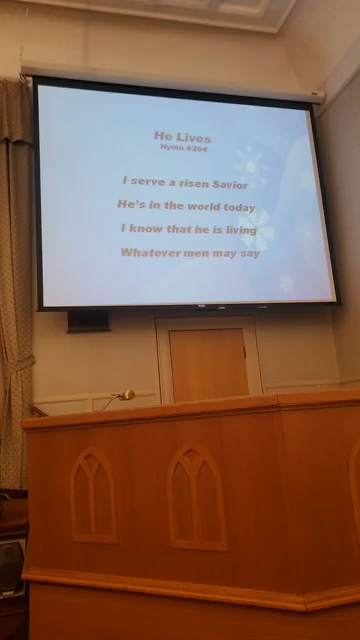 He Lives
Hymn #264
I serve a risen Savior
He's in the world today
I know that he is living
Whatever men may say